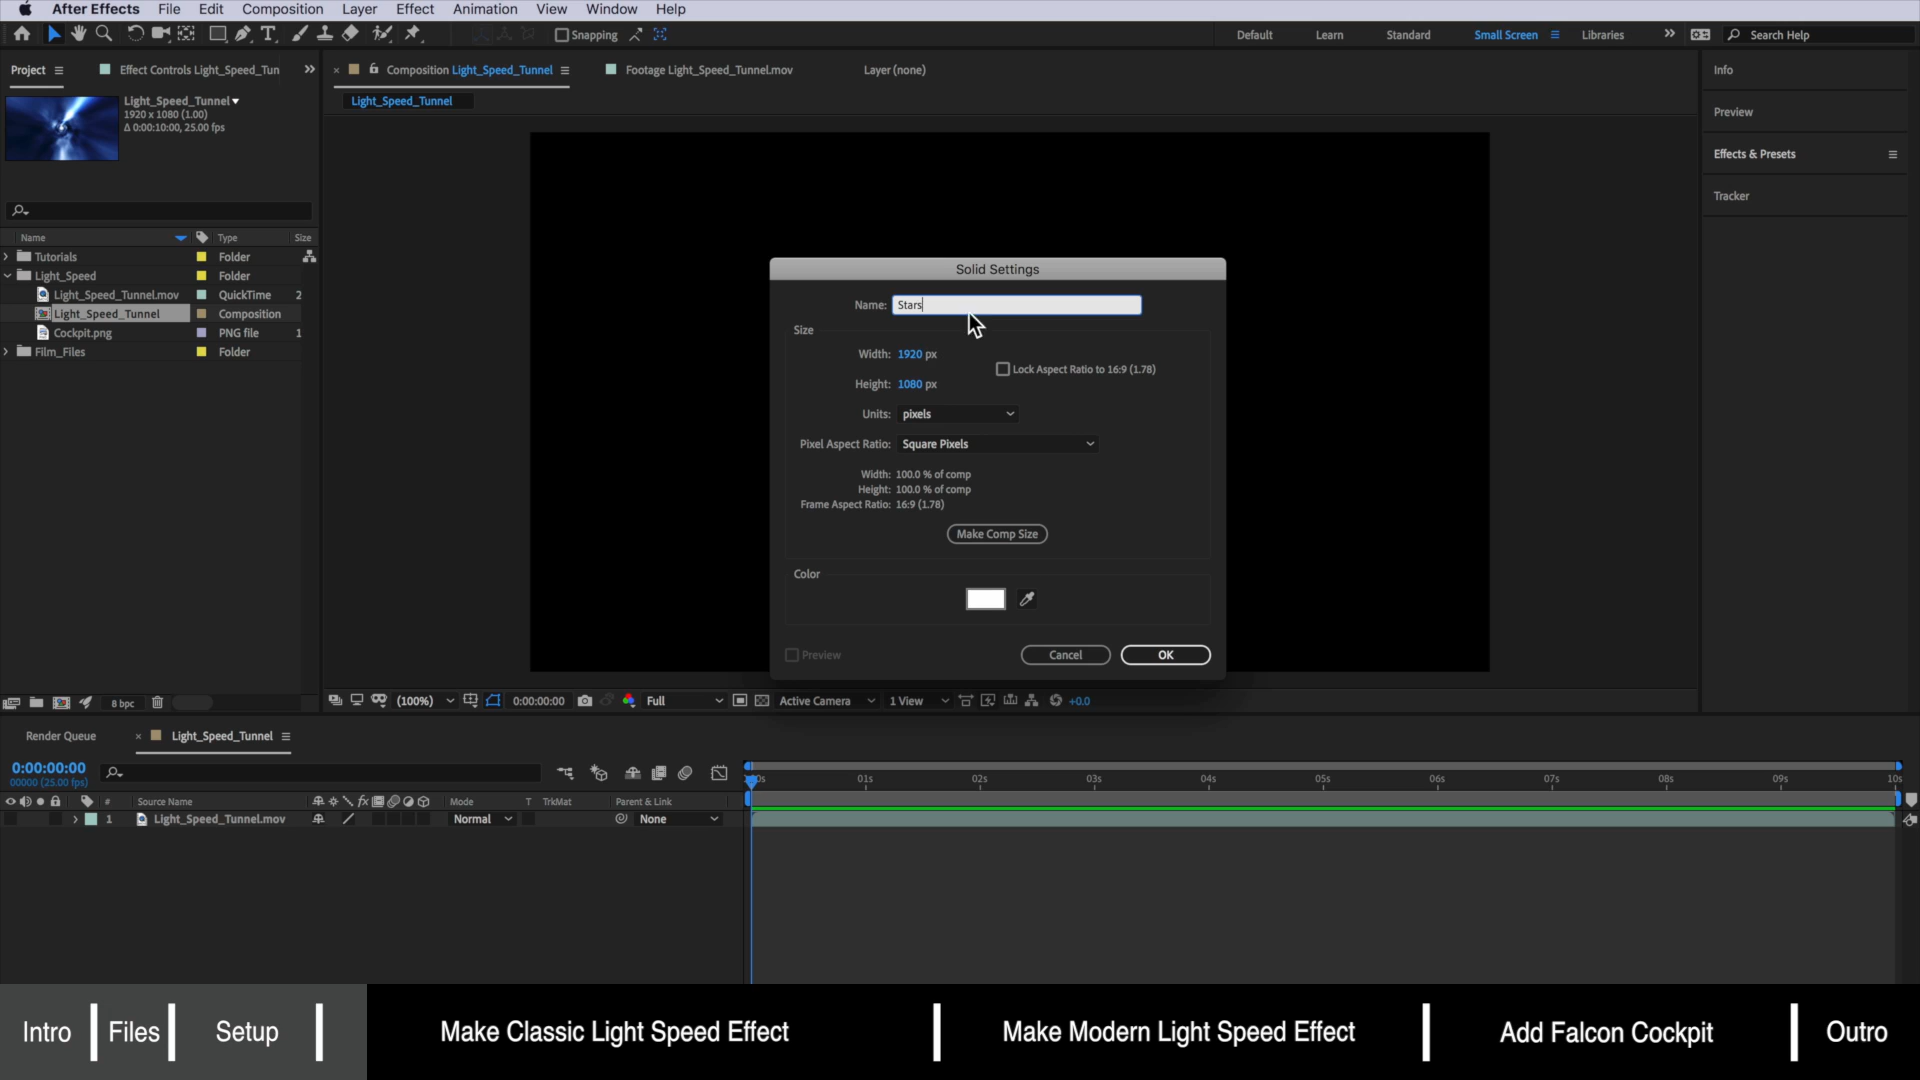 After Effects File Edit Composition Layer Effect Animation View Window Help
Snapping Default Learn Standard Small Screen Libraries Search Help
Project Effect Controls Light_Speed_Tun Composition Light_Speed_Tunnel Footage Light_Speed_Tunnel.mov Layer (none) Info
Light_Speed_Tunnel
1920 x 1080 (1.00)
Δ 0:00:10:00, 25.00 fps
Light_Speed_Tunnel
Preview
Effects & Presets
Tracker
Name Type Size
Tutorials Folder
Light_Speed Folder
Light_Speed_Tunnel.mov QuickTime 2
Light_Speed_Tunnel Composition
Cockpit.png PNG file 1
Film_Files Folder
Solid Settings
Name: Stars
Size
Width: 1920 px
Lock Aspect Ratio to 16:9 (1.78)
Height: 1080 px
Units: pixels
Pixel Aspect Ratio: Square Pixels
Width: 100.0 % of comp
Height: 100.0 % of comp
Frame Aspect Ratio: 16:9 (1.78)
Make Comp Size
Color
Preview Cancel OK
8 bpc (100%) 0:00:00:00 Full Active Camera 1 View +0.0
Render Queue Light_Speed_Tunnel
0:00:00:00
00000 (25.00 fps)
01s 02s 03s 04s 05s 06s 07s 08s 09s 10s
# Source Name fx Mode T TrkMat Parent & Link
1 Light_Speed_Tunnel.mov Normal None
Intro Files Setup Make Classic Light Speed Effect Make Modern Light Speed Effect Add Falcon Cockpit Outro